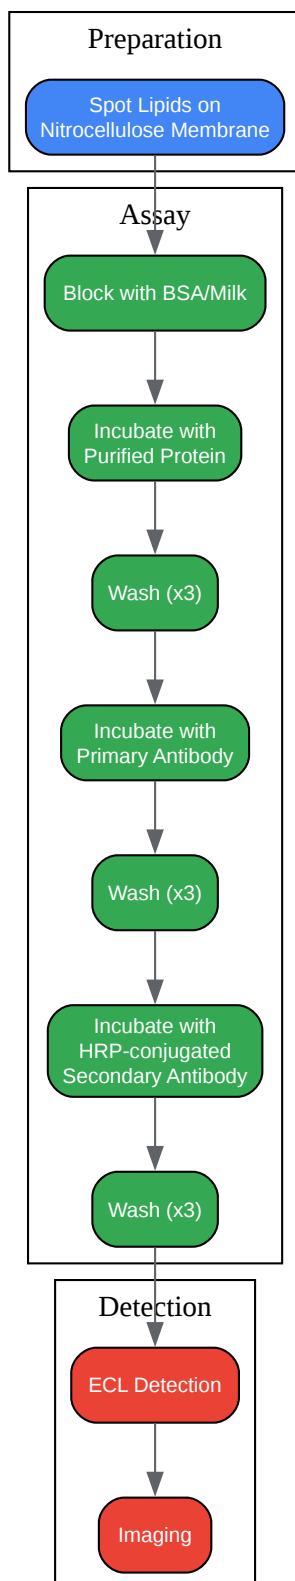 Preparation
Spot Lipids on
Nitrocellulose Membrane
Assay
Block with BSA/Milk
Incubate with
Purified Protein
Wash (x3)
Incubate with
Primary Antibody
Wash (x3)
Incubate with
HRP-conjugated
Secondary Antibody
Wash (x3)
Detection
ECL Detection
Imaging